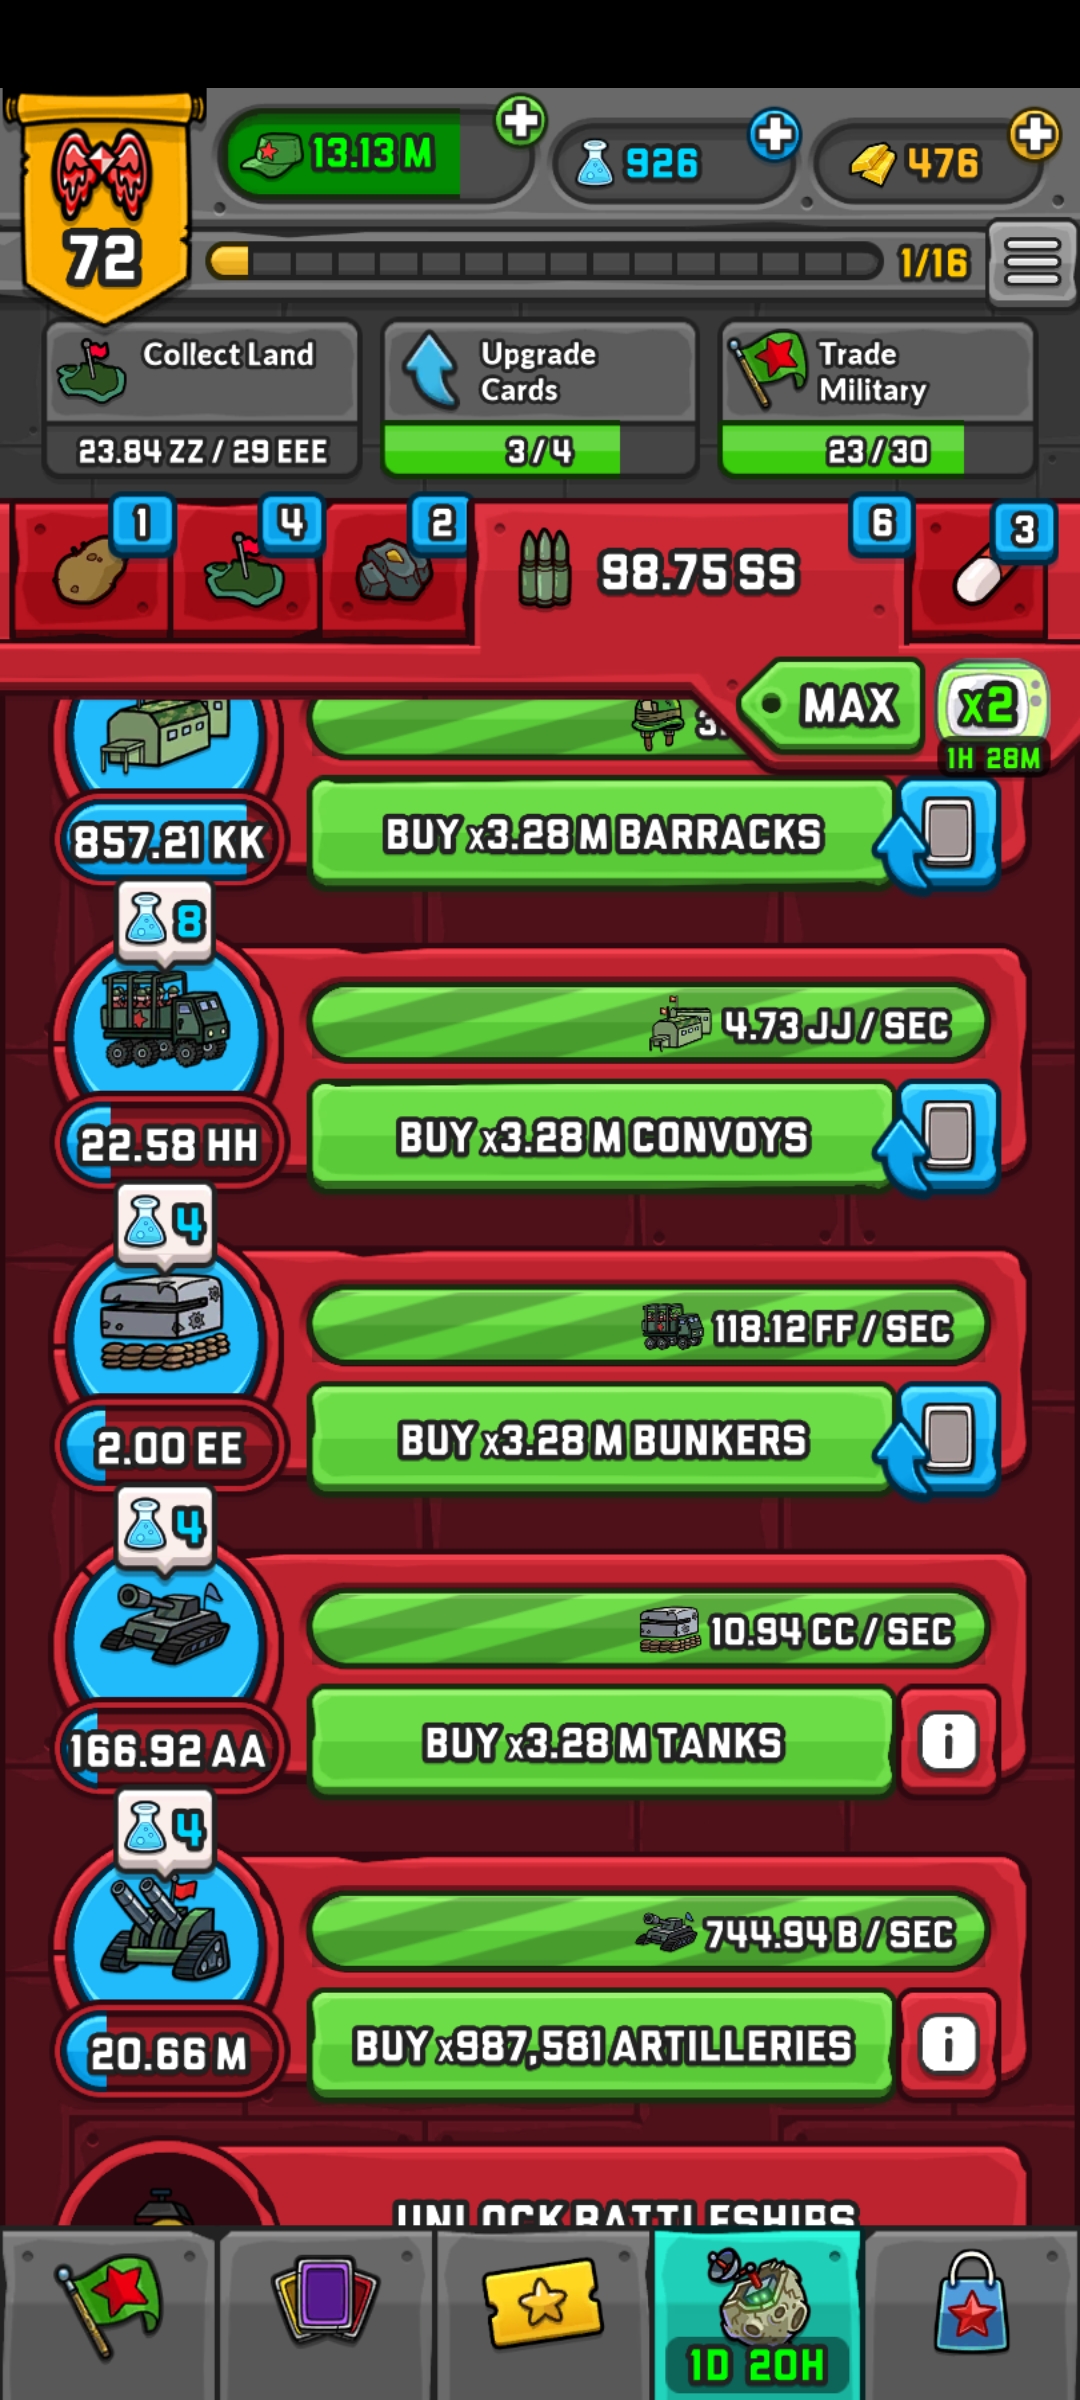 13.13 M
926
476
72
1/16
Collect Land
23.84 ZZ / 29 EEE
Upgrade
Cards
3/4
Trade
Military
23/30
1
4
2
98.75 SS
6
3
MAX
x2
1H 28M
857.21 KK
BUY x3.28 M BARRACKS
8
4.73 JJ / SEC
22.58 HH
BUY x3.28 M CONVOYS
4
118.12 FF / SEC
2.00 EE
BUY x3.28 M BUNKERS
4
10.94 CC / SEC
166.92 AA
BUY x3.28 M TANKS
i
4
744.94 B / SEC
20.66 M
BUY x987,581 ARTILLERIES
i
UNLOCK BATTLESHIPS
1D 20H